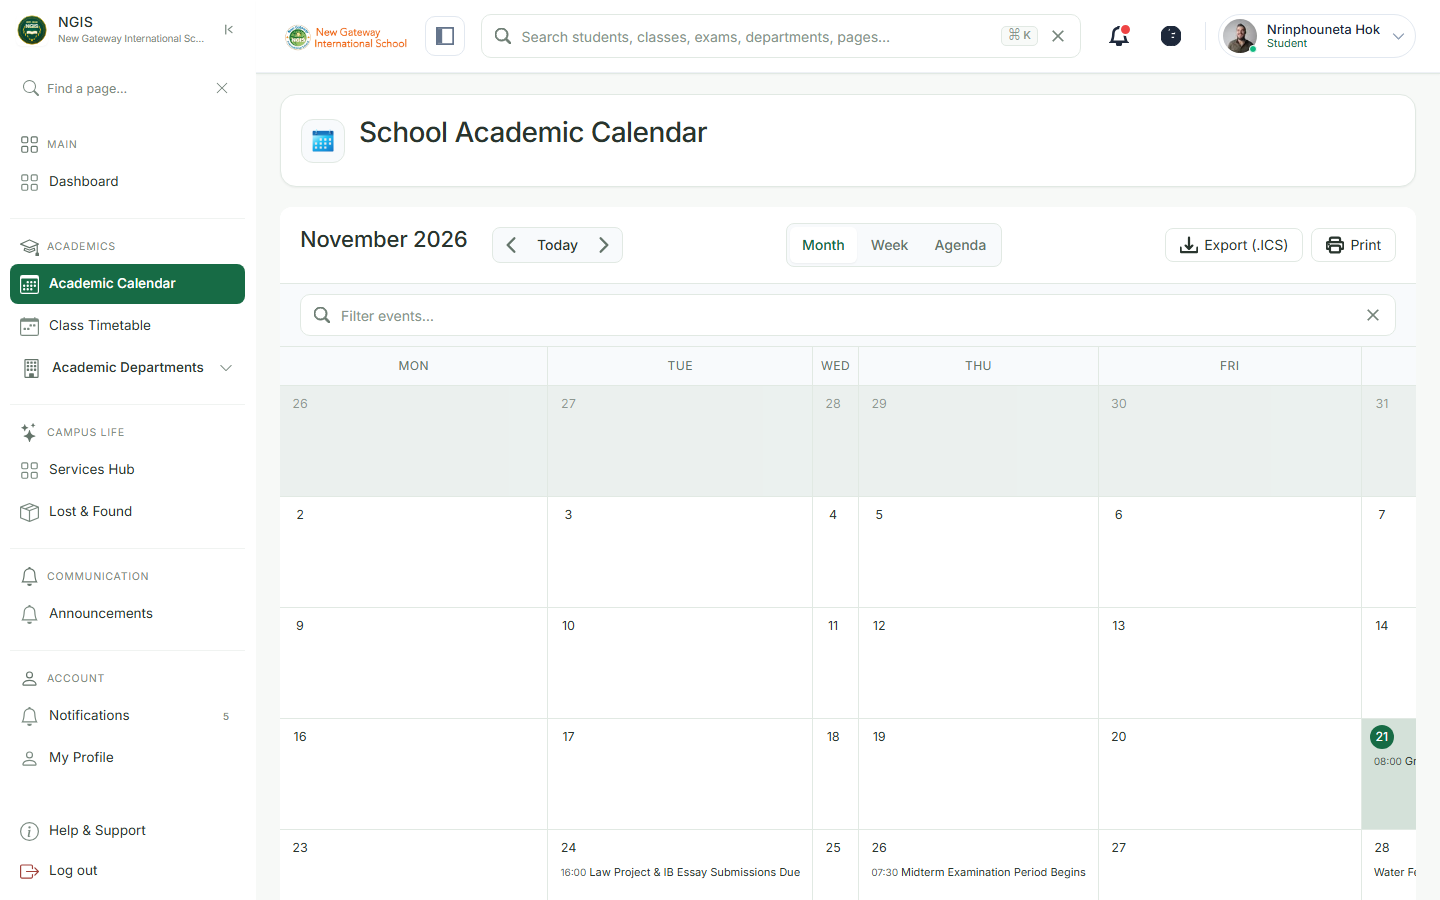 NGIS
New Gateway International Sc...
Find a page...
MAIN
Dashboard
ACADEMICS
Academic Calendar
Class Timetable
Academic Departments
CAMPUS LIFE
Services Hub
Lost & Found
COMMUNICATION
Announcements
ACCOUNT
Notifications 5
My Profile
Help & Support
Log out
New Gateway
International School
Search students, classes, exams, departments, pages... ⌘ K
Nrinphouneta Hok
Student
School Academic Calendar
November 2026
Today
Month Week Agenda
Export (.ICS) Print
Filter events...
MON TUE WED THU FRI
26 27 28 29 30 31
2 3 4 5 6 7
9 10 11 12 13 14
16 17 18 19 20 21
08:00 Gr
23 24 25 26 27 28
16:00 Law Project & IB Essay Submissions Due 07:30 Midterm Examination Period Begins Water Fe